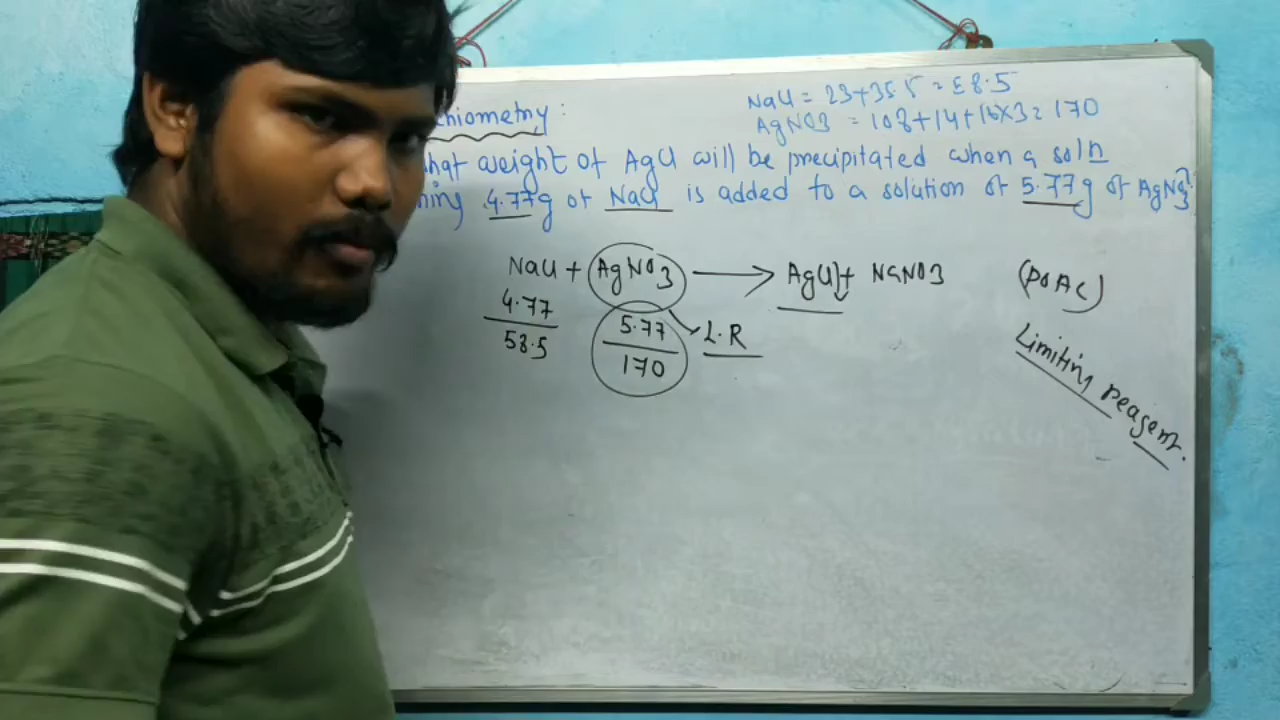 chiometry :
NaCl = 23+35.5 = 58.5
AgNO3 = 108+14+16x3= 170
hat weight of AgCl will be precipitated when a soln
ning 4.77g of NaCl is added to a solution of 5.77g of AgNO3
NaCl + AgNO3 → AgCl↓+ NaNO3
(POAC)
4.77
58.5
5.77
170
L.R
Limiting reagent.